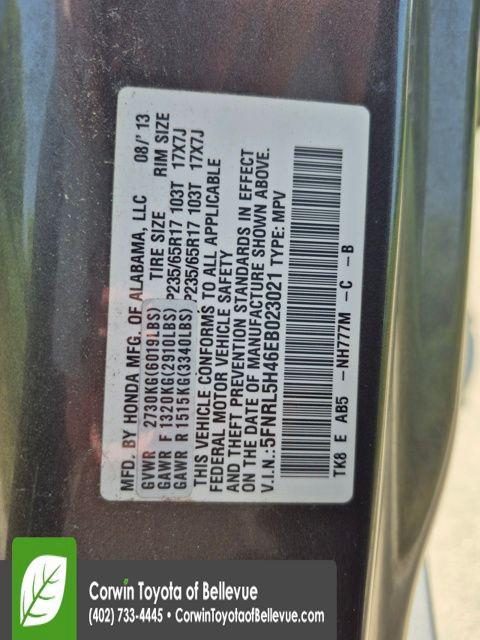 MFD. BY HONDA MFG. OF ALABAMA, LLC 08/'13
TIRE SIZE RIM SIZE
GVWR 2730KG(6019LBS)
GAWR F 1320KG(2910LBS) P235/65R17 103T 17X7J
GAWR R 1515KG(3340LBS) P235/65R17 103T 17X7J
THIS VEHICLE CONFORMS TO ALL APPLICABLE
FEDERAL MOTOR VEHICLE SAFETY
AND THEFT PREVENTION STANDARDS IN EFFECT
ON THE DATE OF MANUFACTURE SHOWN ABOVE.
V.I.N.:5FNRL5H46EB023021 TYPE: MPV
TK8 E AB5 -NH777M -C -B
Corwin Toyota of Bellevue
(402) 733-4445 • CorwinToyotaofBellevue.com